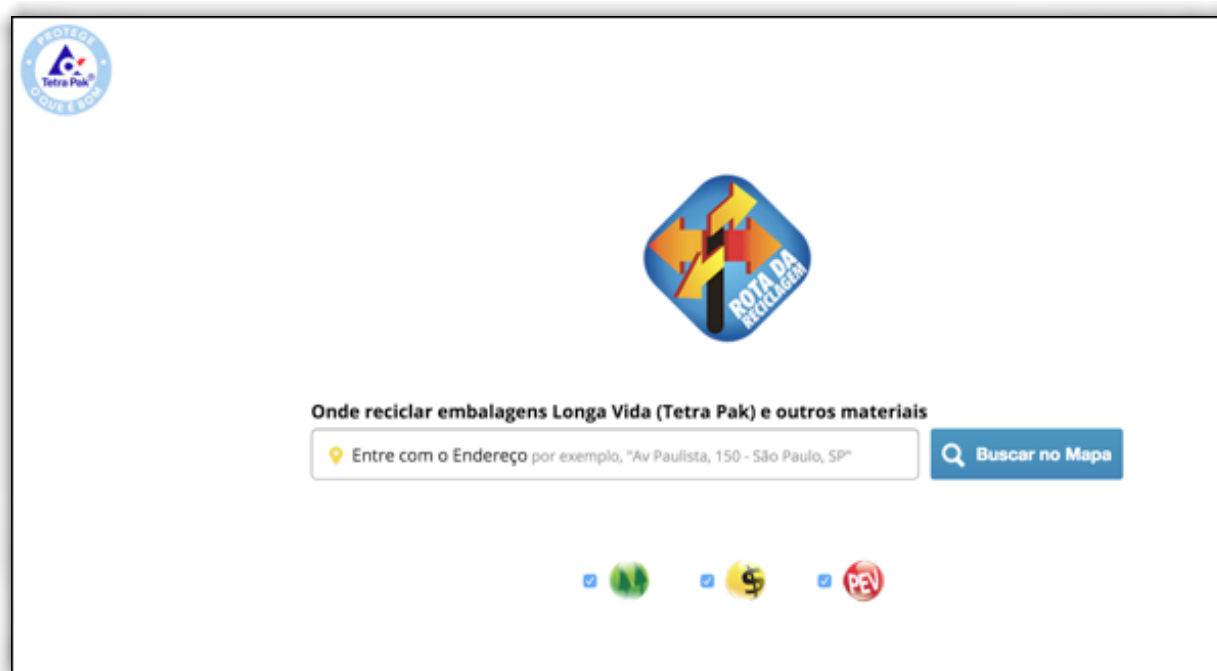 PROTEGE
Tetra Pak®
O QUE É BOM
ROTA DA
RECICLAGEM
Onde reciclar embalagens Longa Vida (Tetra Pak) e outros materiais
Entre com o Endereço por exemplo, "Av Paulista, 150 - São Paulo, SP"
Buscar no Mapa
$ PEV